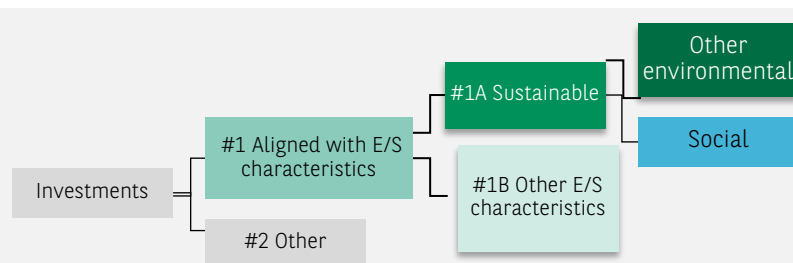 Other
environmental
#1A Sustainable
Social
#1 Aligned with E/S
characteristics
#1B Other E/S
characteristics
Investments
#2 Other